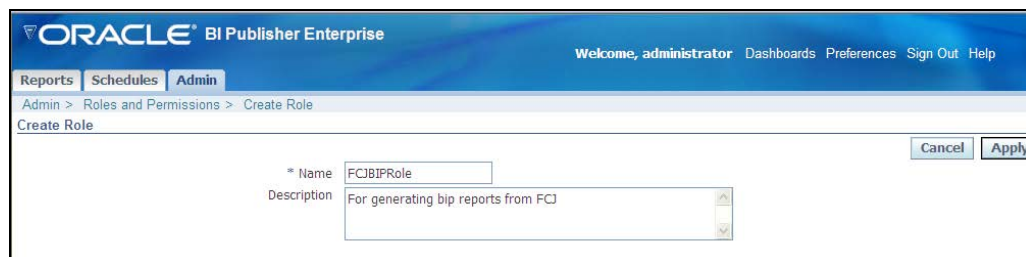 ORACLE BI Publisher Enterprise
Welcome, administrator Dashboards Preferences Sign Out Help
Reports Schedules Admin
Admin > Roles and Permissions > Create Role
Create Role
Cancel Apply
* Name FCJBIPRole
Description For generating bip reports from FCJ